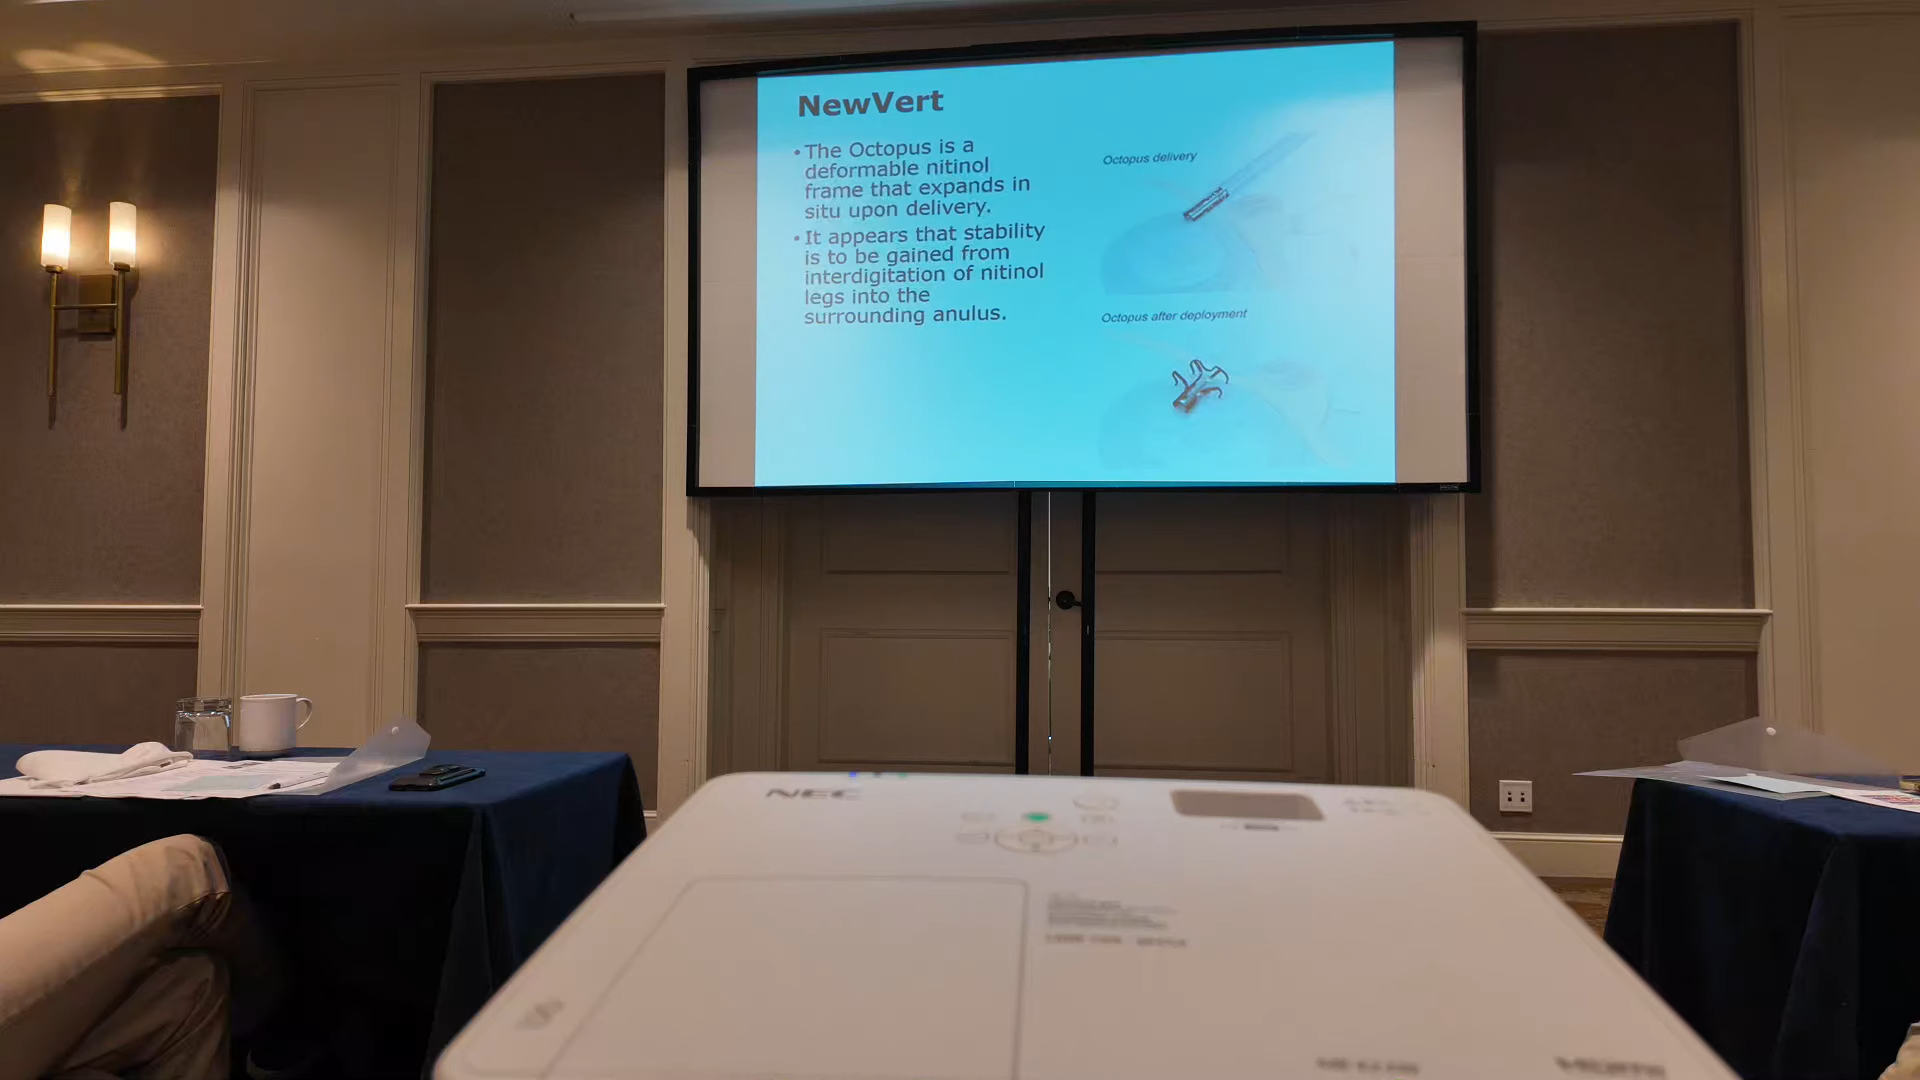 NewVert
• The Octopus is a
deformable nitinol
frame that expands in
situ upon delivery.
• It appears that stability
is to be gained from
interdigitation of nitinol
legs into the
surrounding anulus.
Octopus delivery
Octopus after deployment
NEC